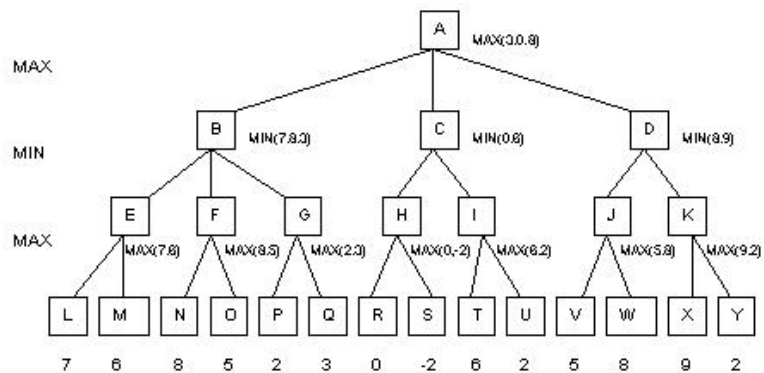 A
MAX(3,0,8)
MAX
B
C
D
MIN(7,8,3)
MIN(0,6)
MIN(8,9)
MIN
E
F
G
H
I
J
K
MAX
MAX(7,6)
MAX(8,5)
MAX(2,3)
MAX(0,-2)
MAX(6,2)
MAX(5,8)
MAX(9,2)
L
M
N
O
P
Q
R
S
T
U
V
W
X
Y
7 6 8 5 2 3 0 -2 6 2 5 8 9 2